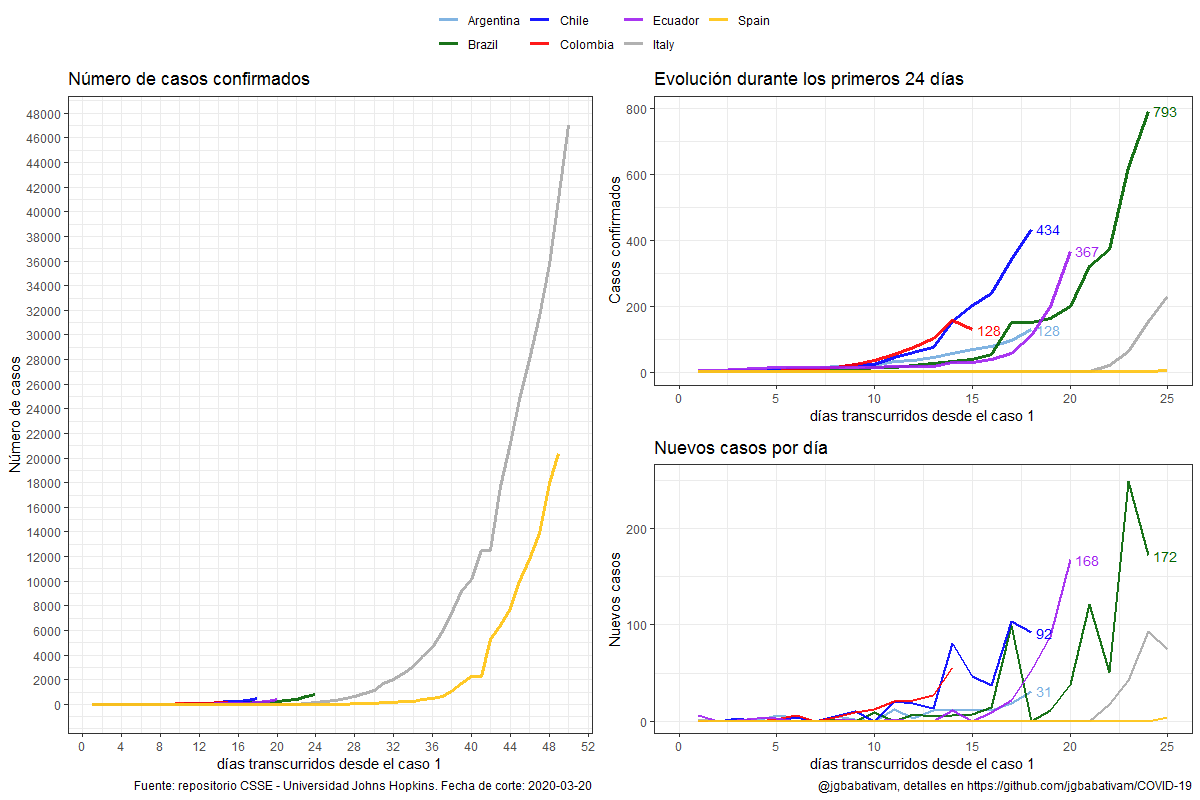 Argentina Chile Ecuador Spain
Brazil Colombia Italy
Número de casos confirmados
Número de casos
48000
46000
44000
42000
40000
38000
36000
34000
32000
30000
28000
26000
24000
22000
20000
18000
16000
14000
12000
10000
8000
6000
4000
2000
0
0 4 8 12 16 20 24 28 32 36 40 44 48 52
días transcurridos desde el caso 1
Fuente: repositorio CSSE - Universidad Johns Hopkins. Fecha de corte: 2020-03-20
Evolución durante los primeros 24 días
Casos confirmados
800
600
400
200
0
793
434
367
128
128
0 5 10 15 20 25
días transcurridos desde el caso 1
Nuevos casos por día
Nuevos casos
200
100
0
172
168
92
31
0 5 10 15 20 25
días transcurridos desde el caso 1
@jgbabativam, detalles en https://github.com/jgbabativam/COVID-19